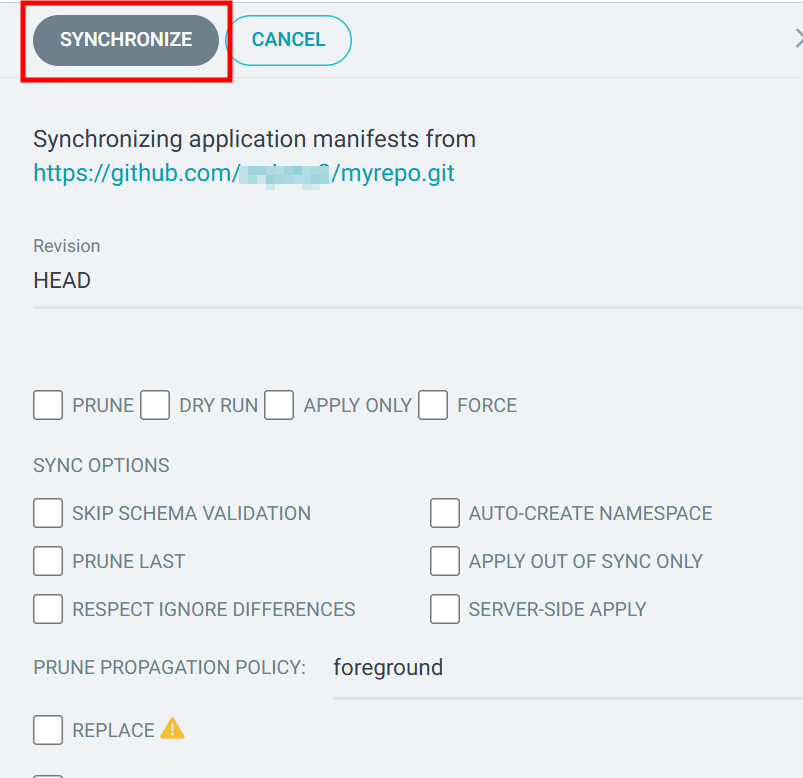 SYNCHRONIZE CANCEL
Synchronizing application manifests from
https://github.com/ /myrepo.git
Revision
HEAD
PRUNE DRY RUN APPLY ONLY FORCE
SYNC OPTIONS
SKIP SCHEMA VALIDATION AUTO-CREATE NAMESPACE
PRUNE LAST APPLY OUT OF SYNC ONLY
RESPECT IGNORE DIFFERENCES SERVER-SIDE APPLY
PRUNE PROPAGATION POLICY: foreground
REPLACE